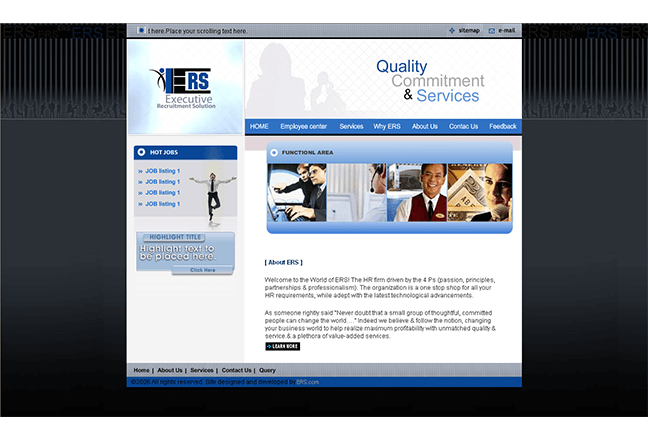 t here.Place your scrolling text here.
sitemap
e-mail
ERS
Executive
Recruitment Solution
Quality
Commitment
& Services
HOME
Employee center
Services
Why ERS
About Us
Contac Us
Feedback
HOT JOBS
JOB listing 1
JOB listing 1
JOB listing 1
JOB listing 1
HIGHLIGHT TITLE
Highlight text to
be placed here.
Click Here
FUNCTIONL AREA
[ About ERS ]
Welcome to the World of ERS! The HR firm driven by the 4 Ps (passion, principles,
partnerships & professionalism). The organization is a one stop shop for all your
HR requirements, while adept with the latest technological advancements.
As someone rightly said "Never doubt that a small group of thoughtful, committed
people can change the world...." Indeed we believe & follow the notion, changing
your business world to help realize maximum profitability with unmatched quality &
service & a plethora of value-added services.
LEARN MORE
Home | About Us | Services | Contact Us | Query
©2006 All rights reserved. Site designed and developed by ERS.com